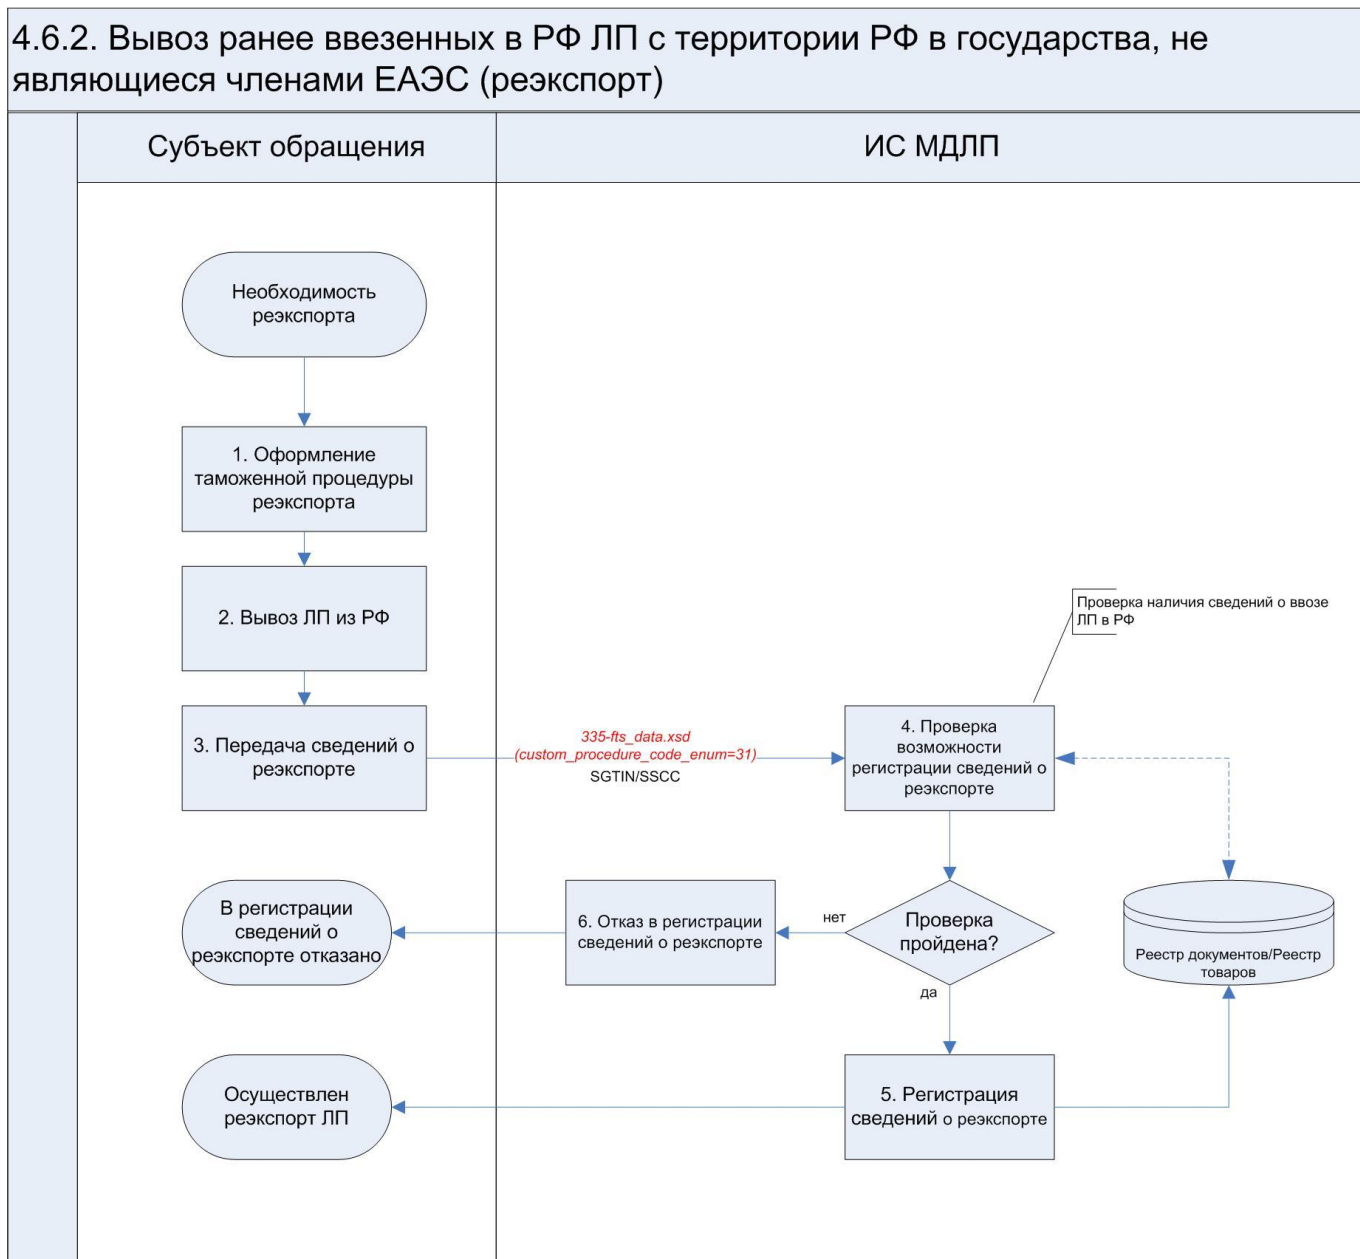 4.6.2. Вывоз ранее ввезенных в РФ ЛП с территории РФ в государства, не
являющиеся членами ЕАЭС (реэкспорт)
Субъект обращения
ИС МДЛП
Необходимость
реэкспорта
1. Оформление
таможенной процедуры
реэкспорта
2. Вывоз ЛП из РФ
Проверка наличия сведений о ввозе
ЛП в РФ
3. Передача сведений о
реэкспорте
335-fts_data.xsd
(custom_procedure_code_enum=31)
SGTIN/SSCC
4. Проверка
возможности
регистрации сведений о
реэкспорте
В регистрации
сведений о
реэкспорте отказано
6. Отказ в регистрации
сведений о реэкспорте
нет
Проверка
пройдена?
да
Реестр документов/Реестр
товаров
Осуществлен
реэкспорт ЛП
5. Регистрация
сведений о реэкспорте